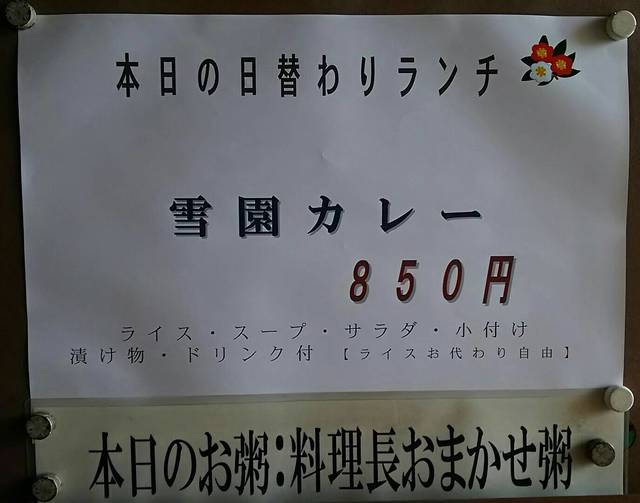 本日の日替わりランチ
雪園カレー
８５０円
ライス・スープ・サラダ・小付け
漬け物・ドリンク付 【ライスお代わり自由】
本日のお粥：料理長おまかせ粥